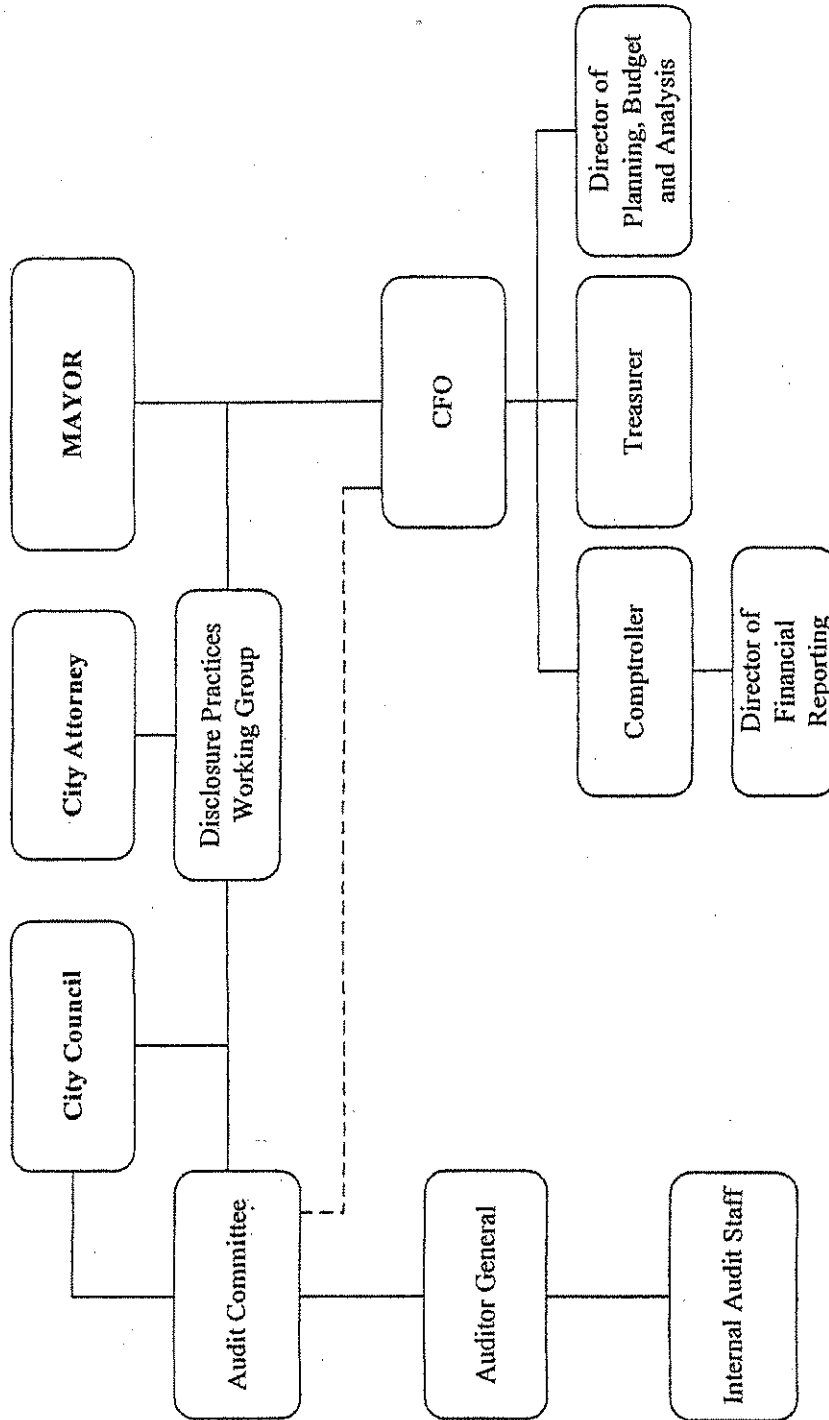 City Council
City Attorney
MAYOR
Audit Committee
Disclosure Practices
Working Group
Auditor General
CFO
Internal Audit Staff
Comptroller
Treasurer
Director of
Planning, Budget
and Analysis
Director of
Financial
Reporting